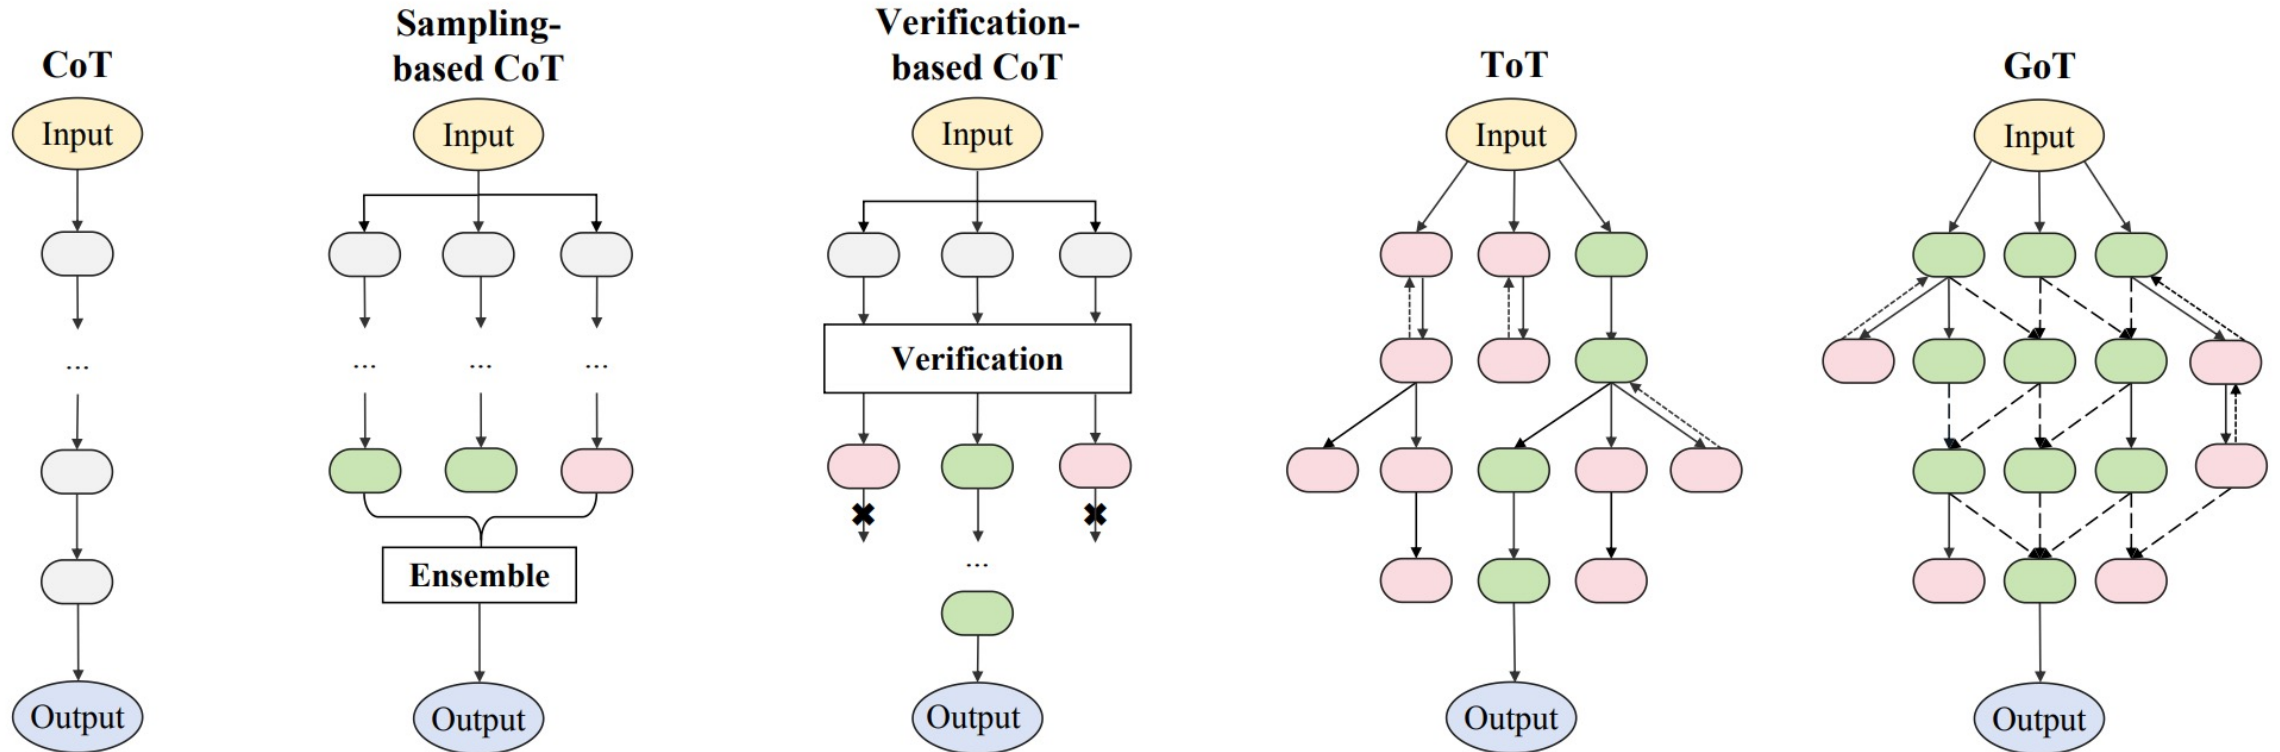 CoT
Input
...
Output
Sampling-
based CoT
Input
...
...
...
Ensemble
Output
Verification-
based CoT
Input
Verification
...
Output
ToT
Input
Output
GoT
Input
Output